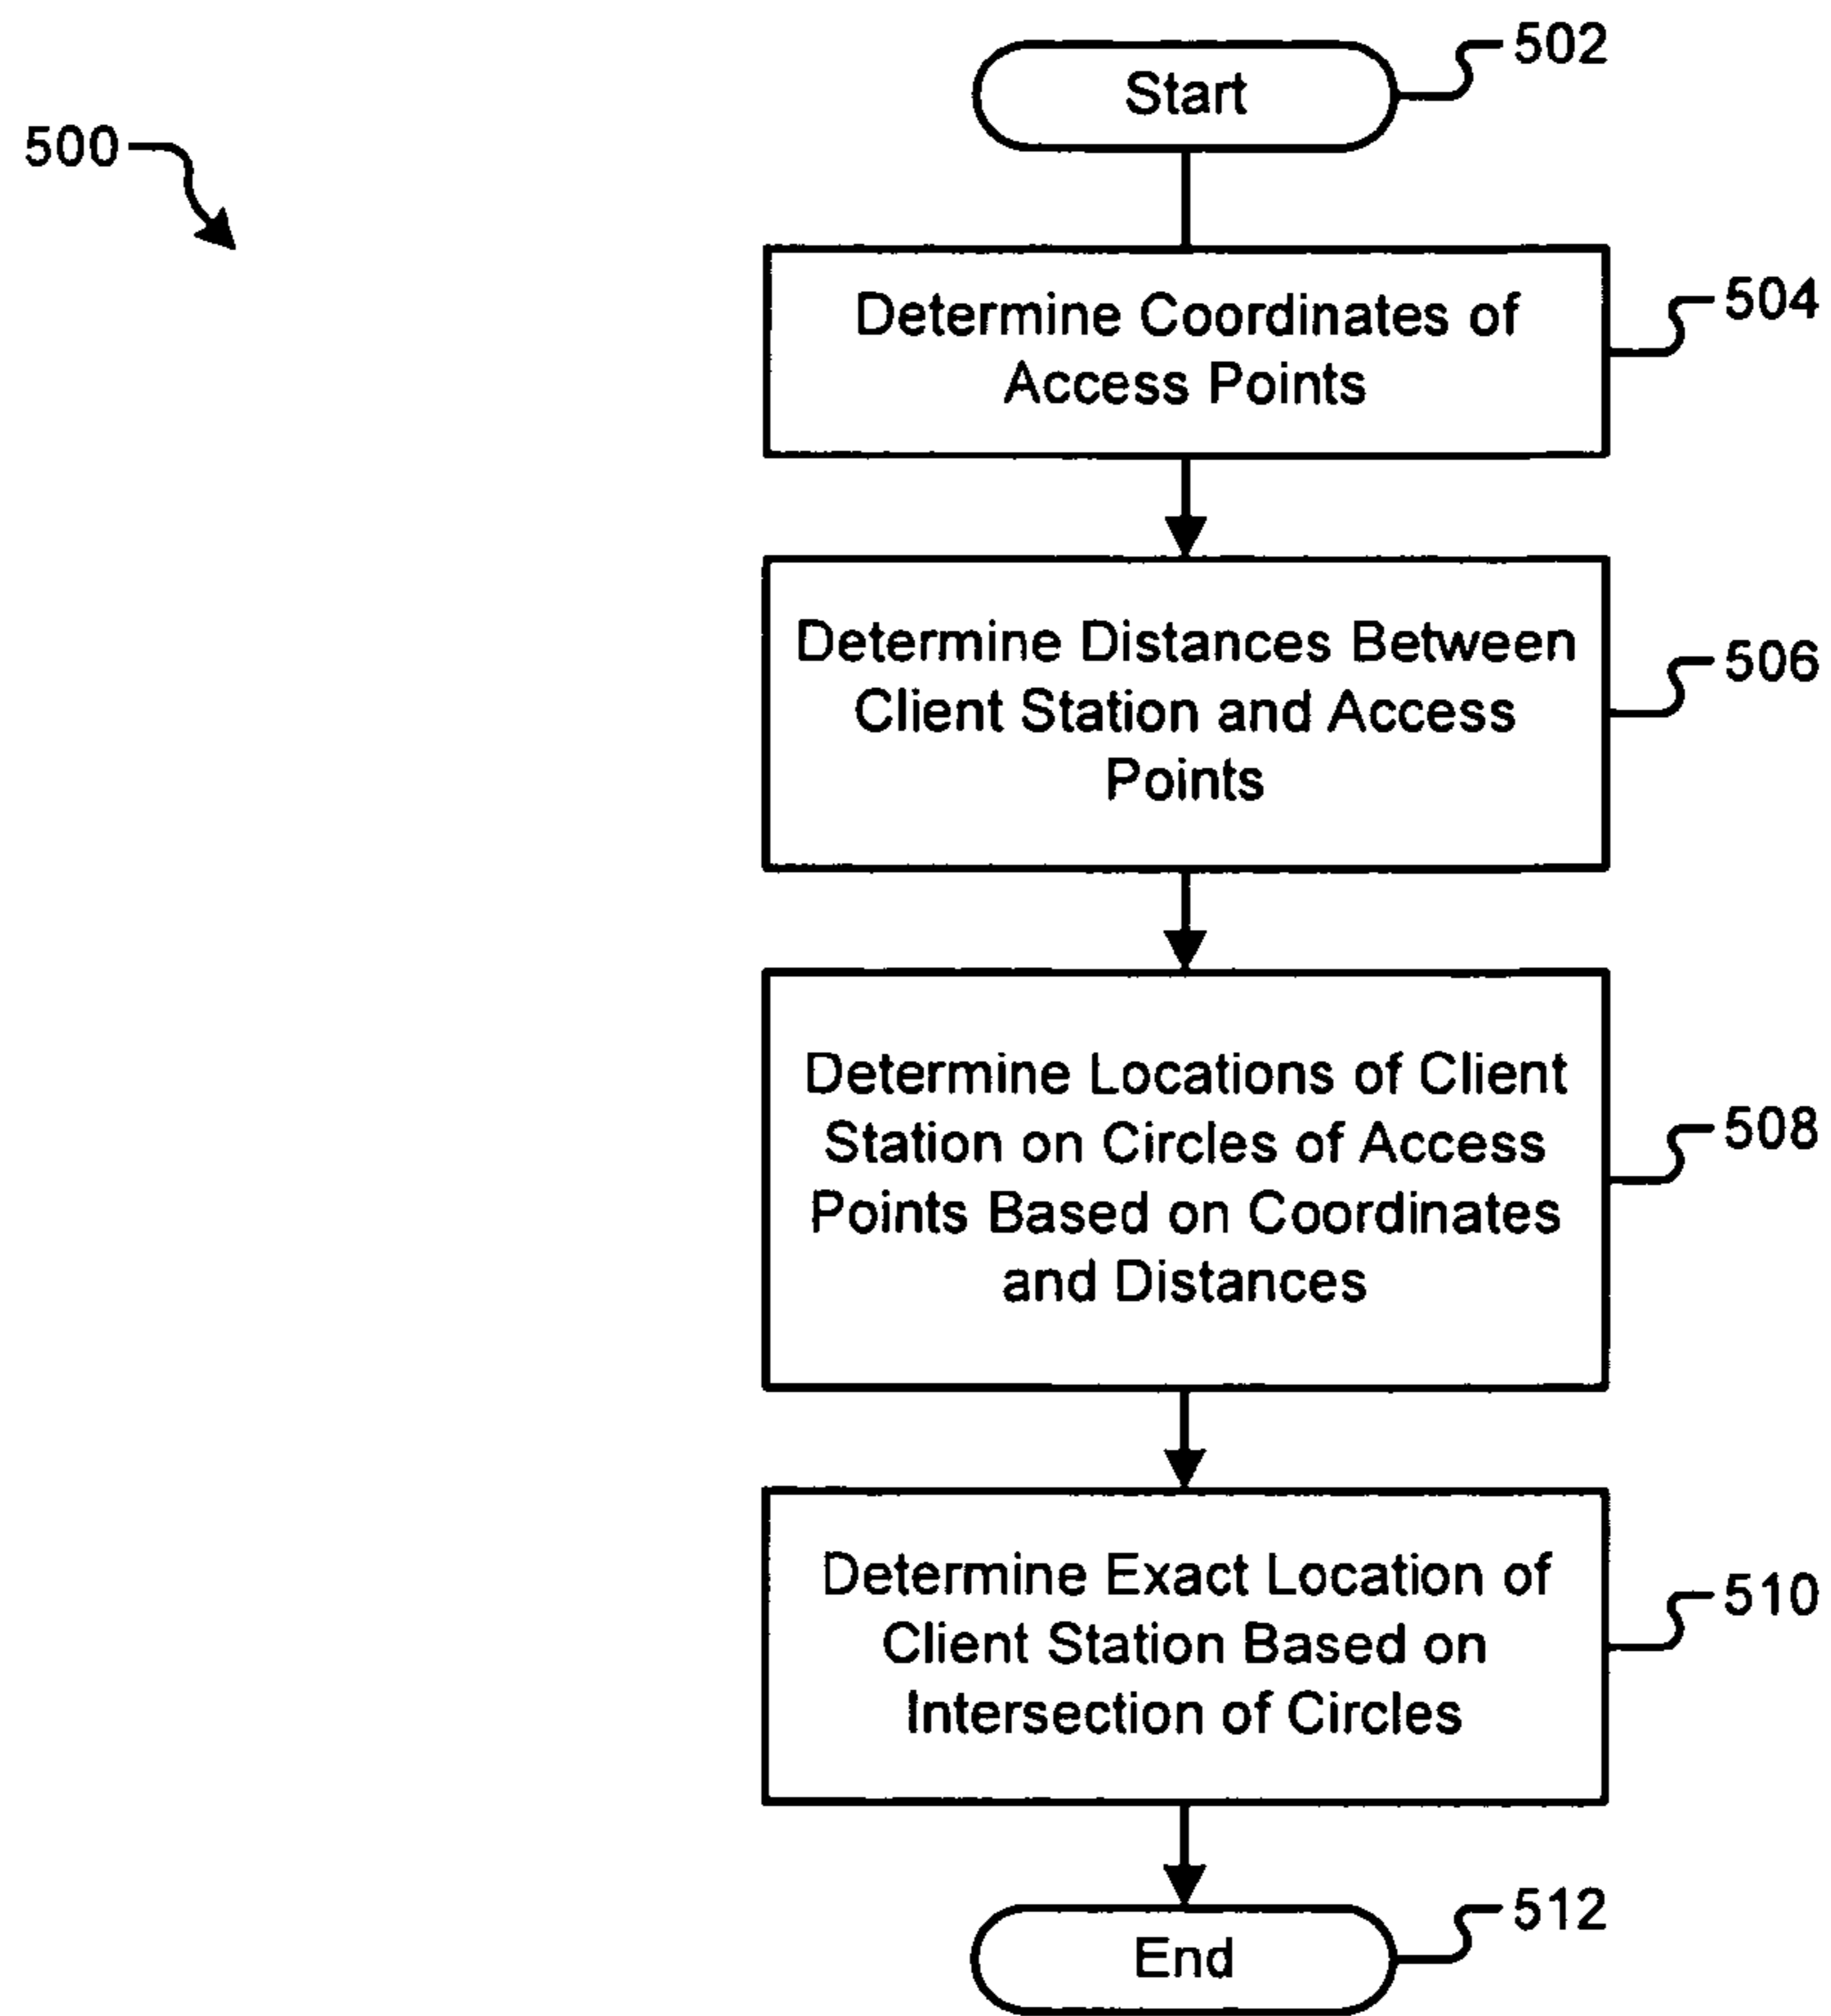 502
Start
500
504
Determine Coordinates of
Access Points
506
Determine Distances Between
Client Station and Access
Points
508
Determine Locations of Client
Station on Circles of Access
Points Based on Coordinates
and Distances
510
Determine Exact Location of
Client Station Based on
Intersection of Circles
512
End